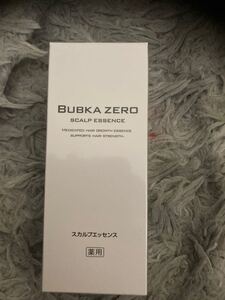 BUBKA ZERO
SCALP ESSENCE
MEDICATED HAIR GROWTH ESSENCE
SUPPORTS HAIR STRENGTH.
スカルプエッセンス
薬用